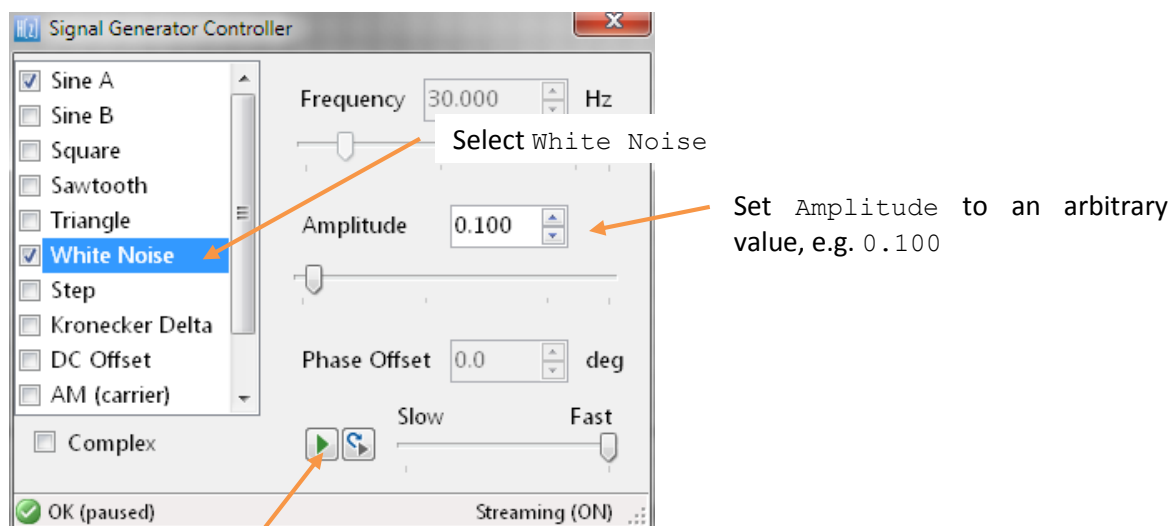 Signal Generator Controller
Sine A
Sine B
Square
Sawtooth
Triangle
White Noise
Step
Kronecker Delta
DC Offset
AM (carrier)
Complex
Frequency 30.000 Hz
Select White Noise
Amplitude 0.100
Set Amplitude to an arbitrary
value, e.g. 0.100
Phase Offset 0.0 deg
Slow Fast
OK (paused) Streaming (ON)